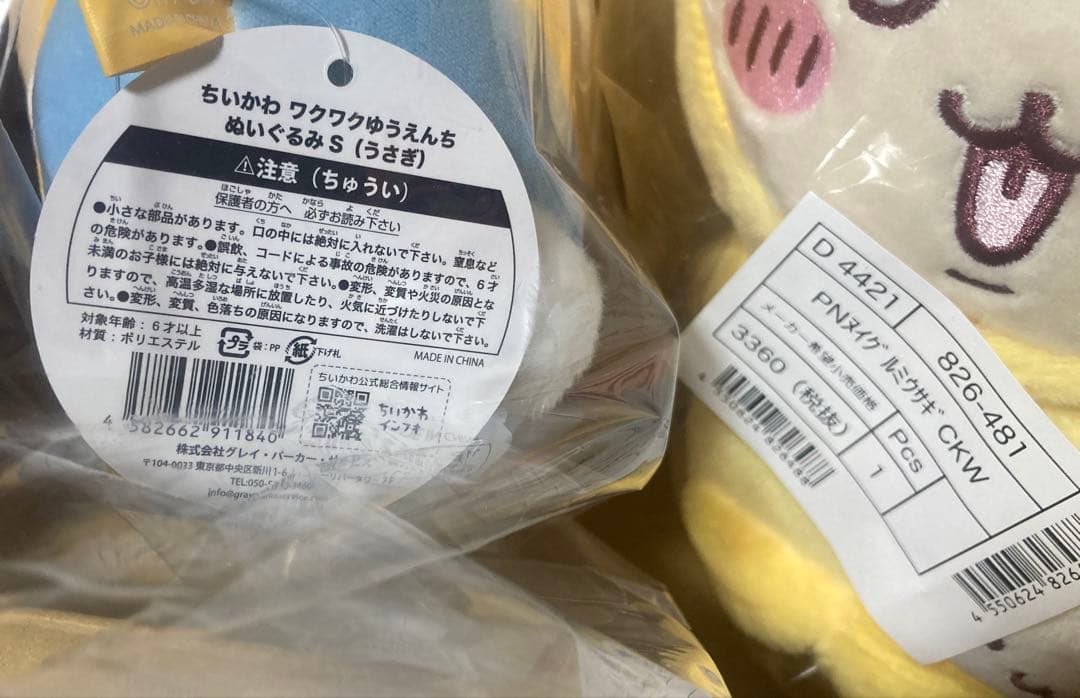 MADE IN CHINA
ちいかわ ワクワクゆうえんち
ぬいぐるみ S (うさぎ)
⚠注意 (ちゅうい)
保護者の方へ 必ずお読み下さい
●小さな部品があります。口の中には絶対に入れないで下さい。窒息など
の危険があります。●誤飲、コードによる事故の危険がありますので、6才
未満のお子様には絶対に与えないで下さい。●変形、変質や火災の原因とな
りますので、高温多湿な場所に放置したり、火気に近づけたりしないで下
さい。●変形、変質、色落ちの原因になりますので、洗濯はしないで下さい。
対象年齢:6才以上
材質:ポリエステル
プラ 袋:PP 紙 下げ札
MADE IN CHINA
ちいかわ公式総合情報サイト
ちいかわ
インフォ
4 582662 911840
株式会社グレイ・パーカー・
〒104-0033 東京都中央区新川1-6
TEL:050-
info@gray
D 4421
826-481
PNヌイグルミウサギ CKW
メーカー希望小売価格
Pcs
3360 (税抜)
1
4 550624 826